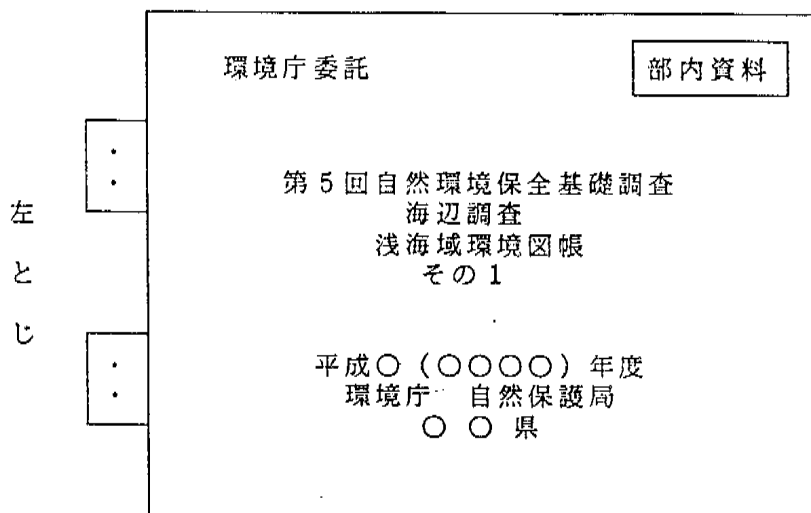 環境庁委託
部内資料
第5回自然環境保全基礎調査
海辺調査
浅海域環境図帳
その1
平成○(○○○○)年度
環境庁 自然保護局
○ ○ 県
左とじ